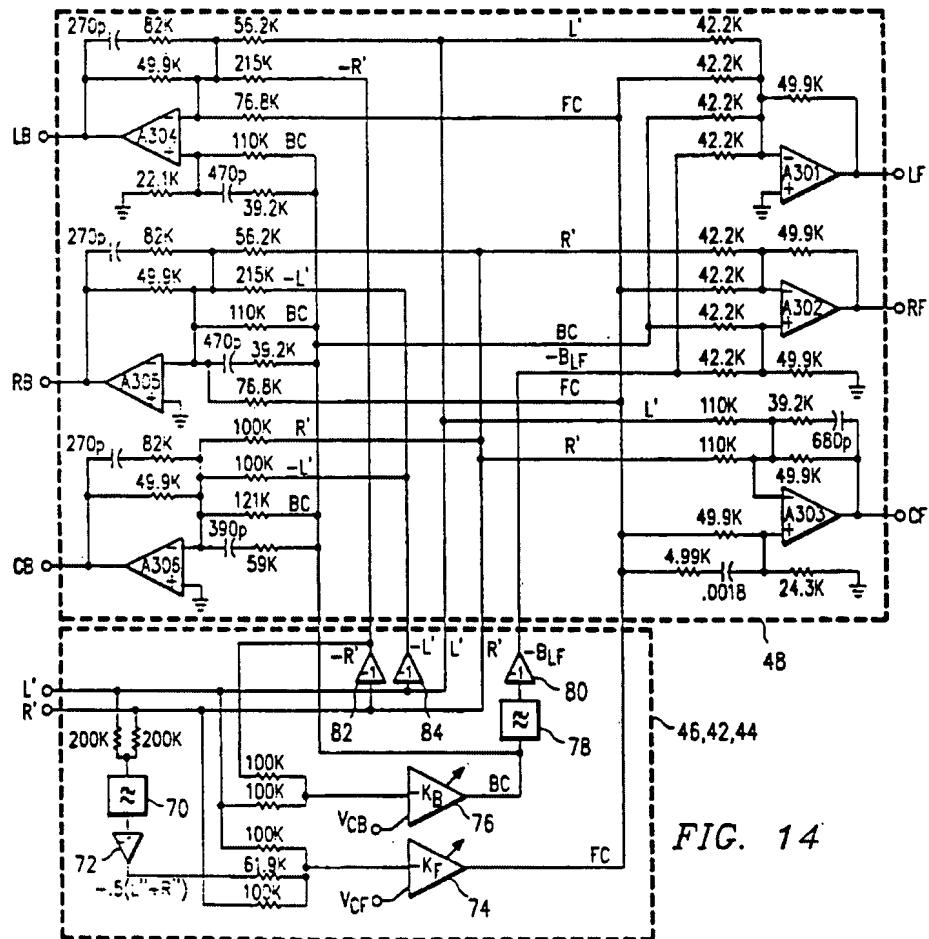 270p 82K 56.2K L' 42.2K
49.9K 215K -R' 42.2K 49.9K
76.8K FC 42.2K
LB A304 - + 110K BC 42.2K - A301 + LF
22.1K 470p 39.2K
270p 82K 56.2K R' 42.2K 49.9K
49.9K 215K -L' 42.2K - A302 + RF
110K BC 42.2K
470p 39.2K BC -BLF 42.2K 49.9K
RB A305 - + 76.8K FC
100K R' L' 110K 39.2K
270p 82K 100K -L' R' 110K 680p
49.9K 121K BC 49.9K
390p 49.9K - A303 + CF
CB A306 - + 59K 4.99K .0018 24.3K
48
-R' -L' L' R' -BLF
L' -1 -1 -1 80
R' 82 84
200K 200K ≈ 78 46,42,44
≈ 70 100K BC
100K -KB 76
72 VCB
100K
61.9K -KF FC
-.5(L"+R") 100K VCF 74
FIG. 14